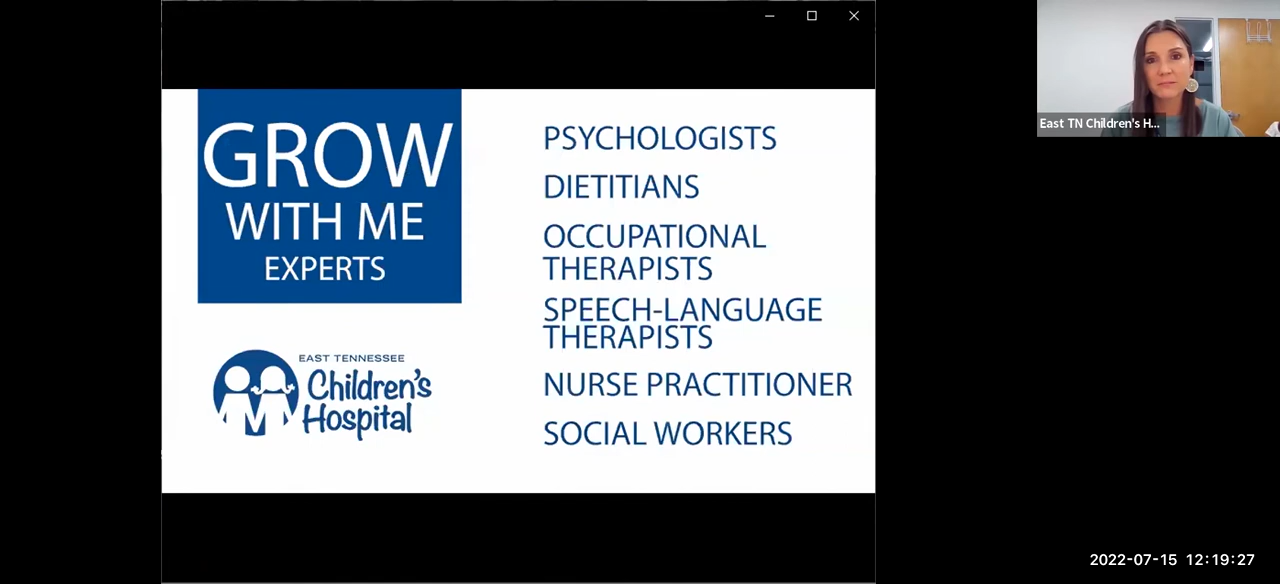 GROW
WITH ME
EXPERTS
EAST TENNESSEE
Children's
Hospital
PSYCHOLOGISTS
DIETITIANS
OCCUPATIONAL
THERAPISTS
SPEECH-LANGUAGE
THERAPISTS
NURSE PRACTITIONER
SOCIAL WORKERS
East TN Children's H...
2022-07-15 12:19:27